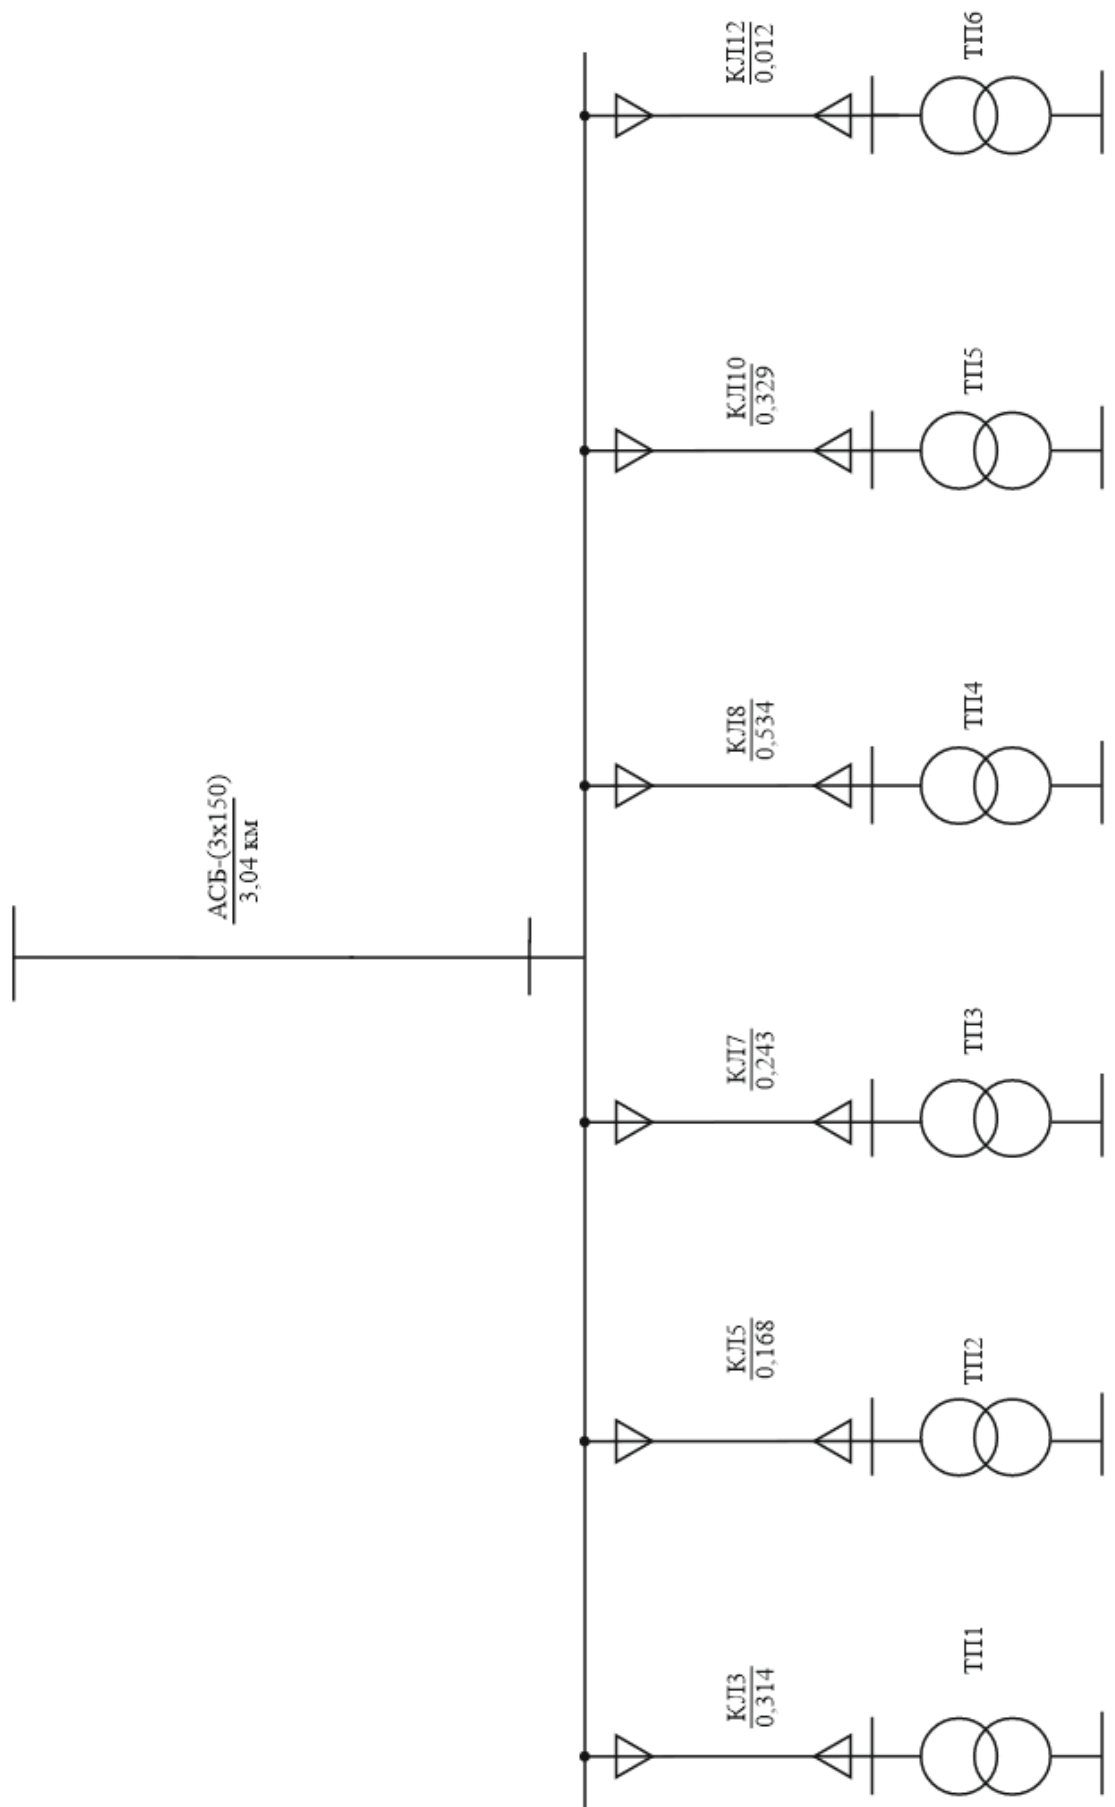 АСБ-(3х150)
3,04 км
КЛ3
0,314
КЛ5
0,168
КЛ7
0,243
КЛ8
0,534
КЛ10
0,329
КЛ12
0,012
ТП1
ТП2
ТП3
ТП4
ТП5
ТП6